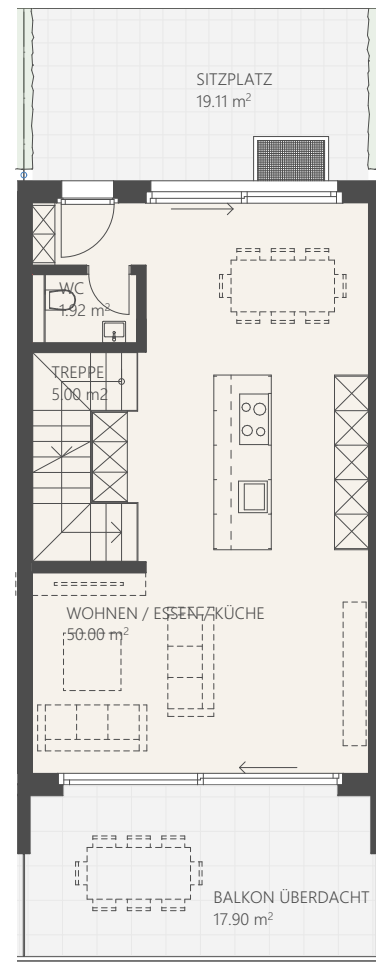 SITZPLATZ
19.11 m²
WC
1.92 m²
TREPPE
5.00 m2
WOHNEN / ESSEN / KÜCHE
50.00 m²
BALKON ÜBERDACHT
17.90 m²